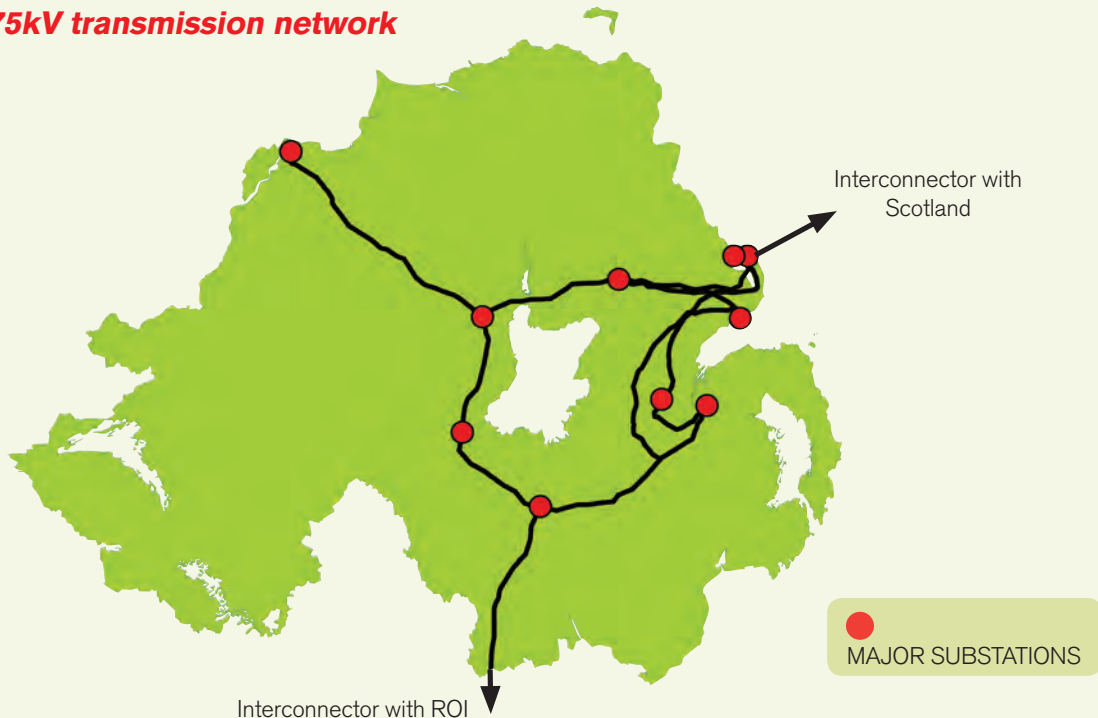 75kV transmission network
Interconnector with
Scotland
MAJOR SUBSTATIONS
Interconnector with ROI